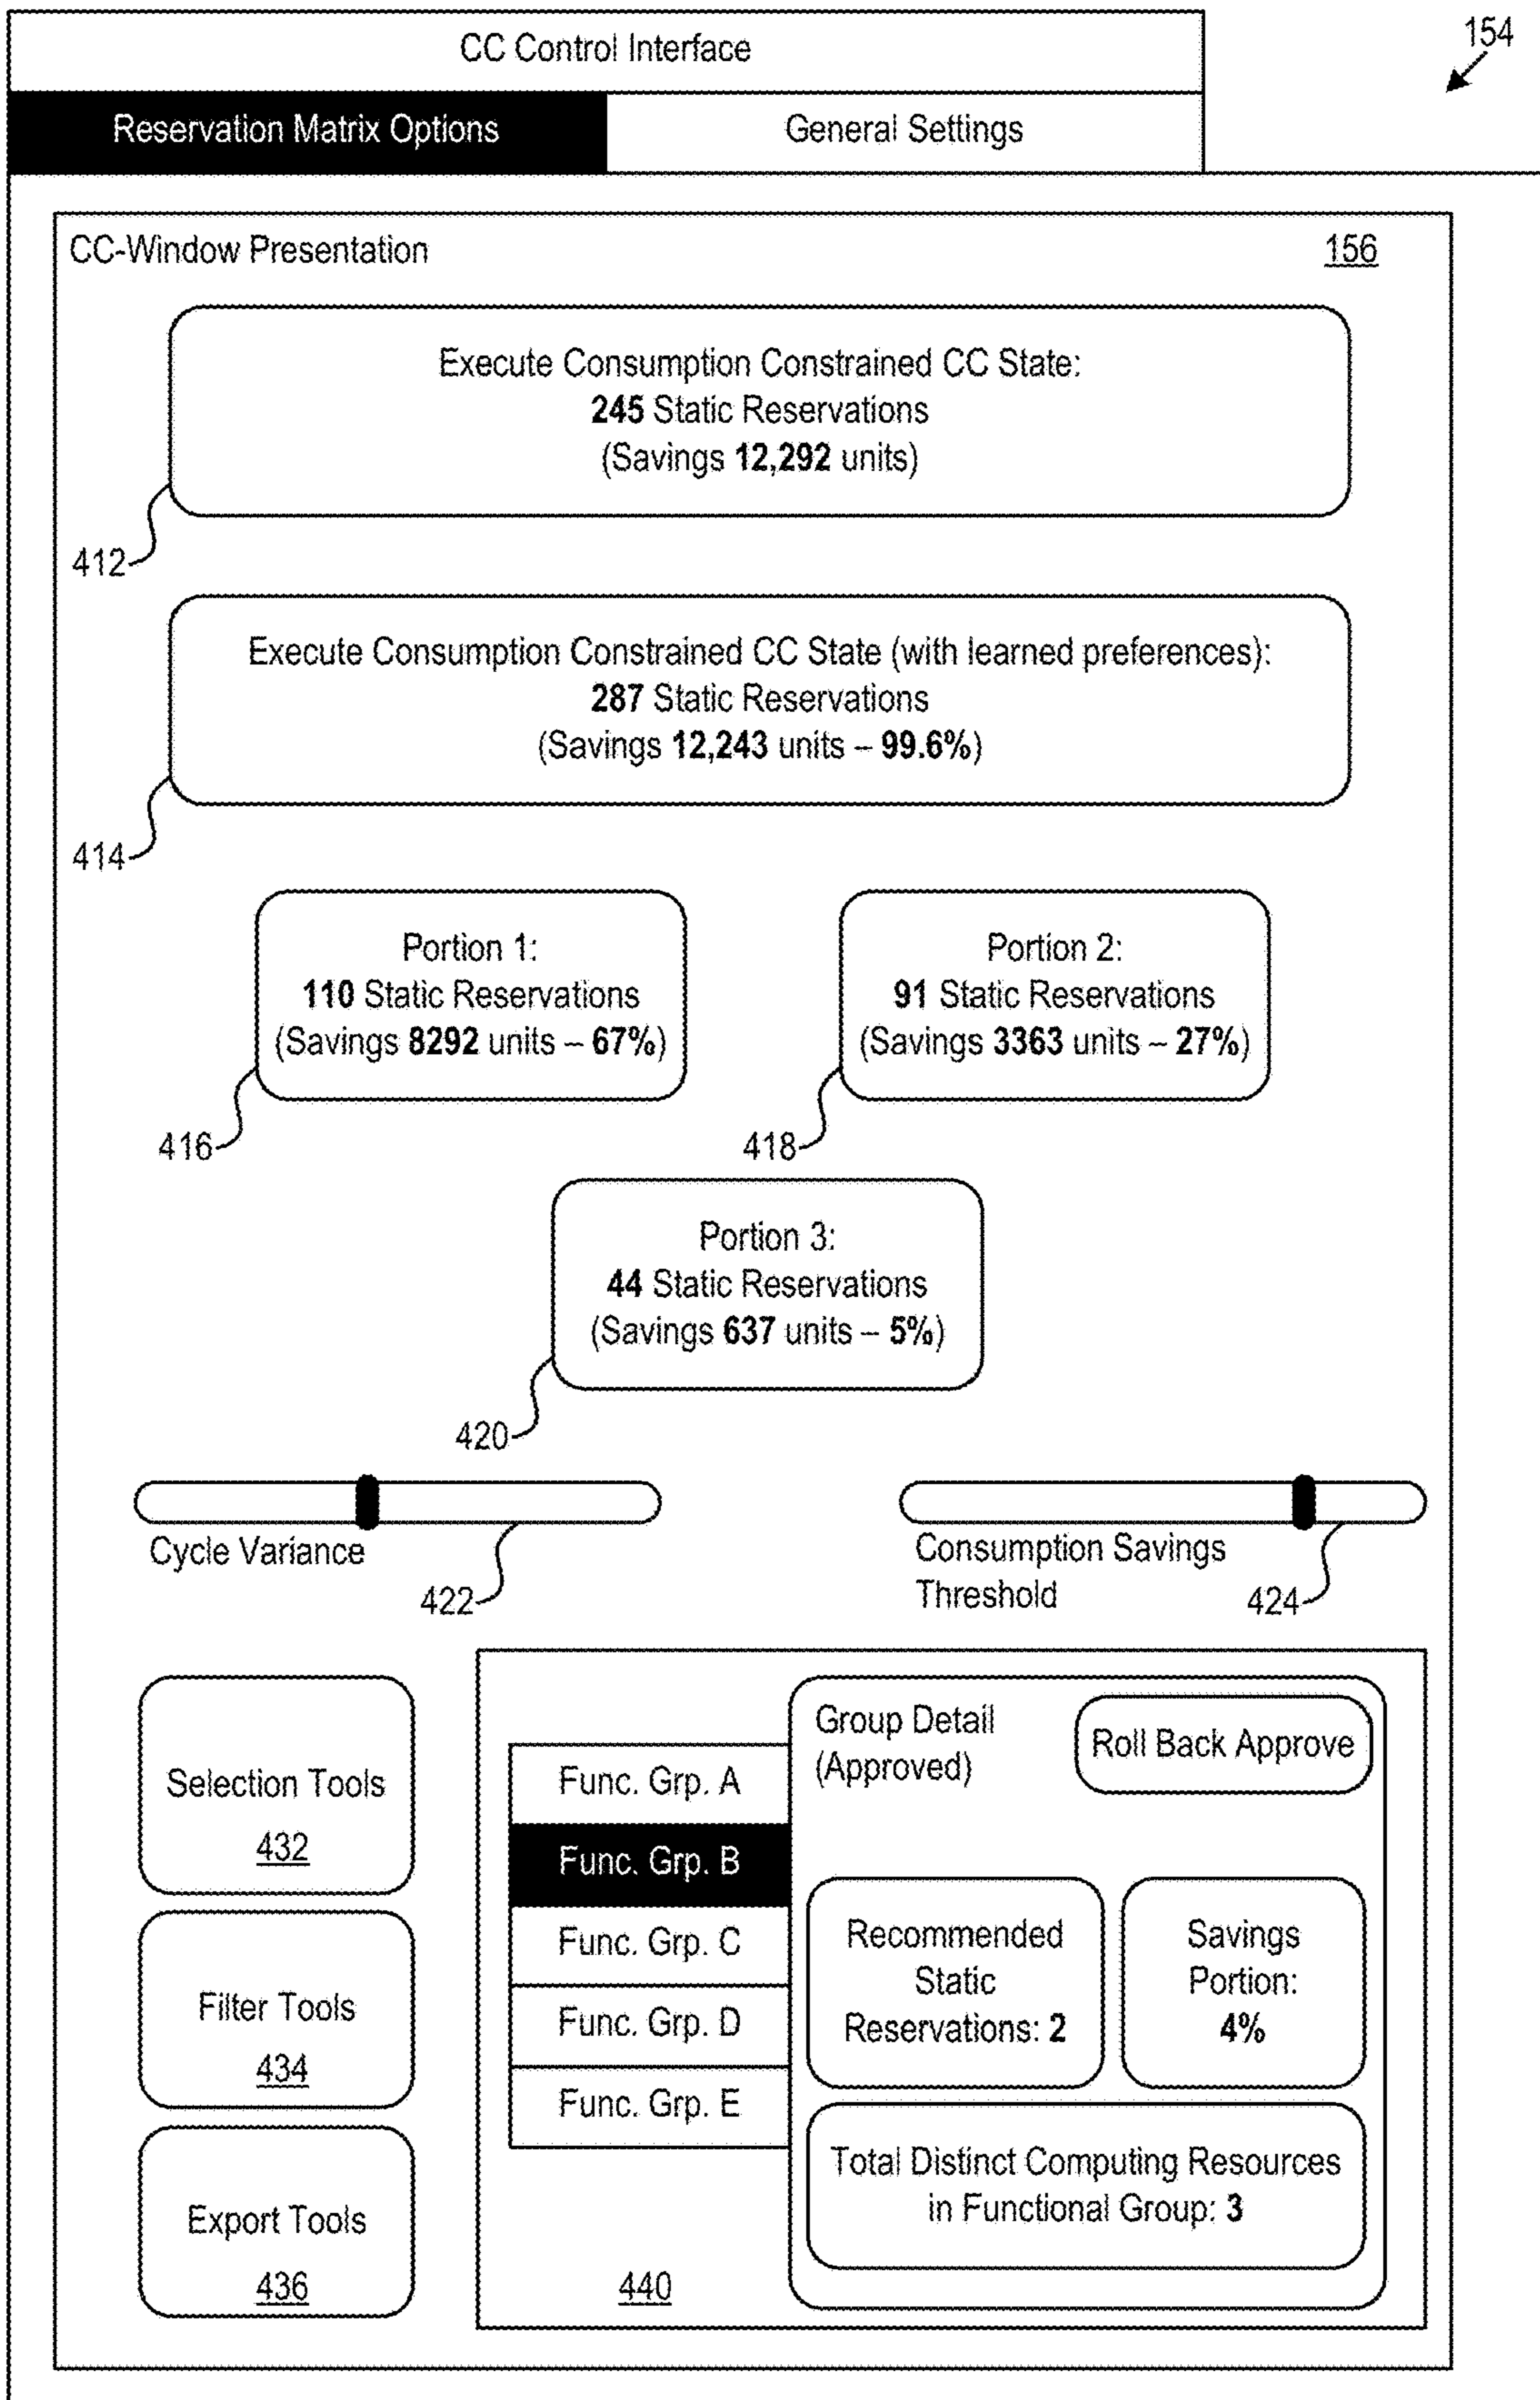 CC Control Interface
154
Reservation Matrix Options
General Settings
CC-Window Presentation
156
Execute Consumption Constrained CC State:
245 Static Reservations
(Savings 12,292 units)
412
Execute Consumption Constrained CC State (with learned preferences):
287 Static Reservations
(Savings 12,243 units – 99.6%)
414
Portion 1:
110 Static Reservations
(Savings 8292 units – 67%)
416
Portion 2:
91 Static Reservations
(Savings 3363 units – 27%)
418
Portion 3:
44 Static Reservations
(Savings 637 units – 5%)
420
Cycle Variance
422
Consumption Savings
Threshold
424
Selection Tools
432
Filter Tools
434
Export Tools
436
Func. Grp. A
Func. Grp. B
Func. Grp. C
Func. Grp. D
Func. Grp. E
440
Group Detail
(Approved)
Roll Back Approve
Recommended
Static
Reservations: 2
Savings
Portion:
4%
Total Distinct Computing Resources
in Functional Group: 3